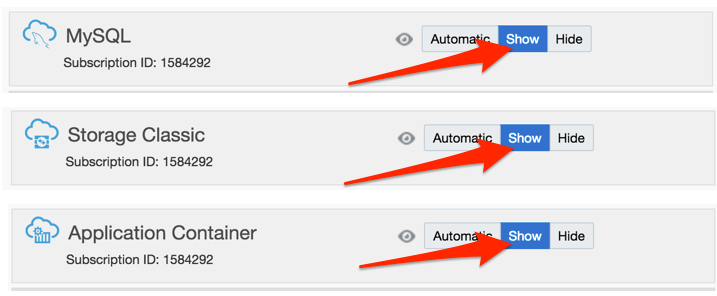 MySQL
Automatic Show Hide
Subscription ID: 1584292
Storage Classic
Automatic Show Hide
Subscription ID: 1584292
Application Container
Automatic Show Hide
Subscription ID: 1584292